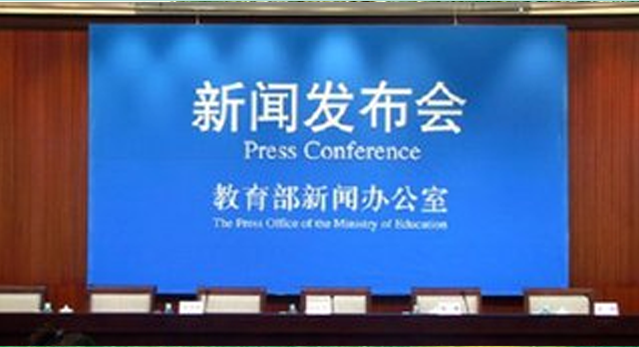 新闻发布会
Press Conference
教育部新闻办公室
The Press Office of the Ministry of Education